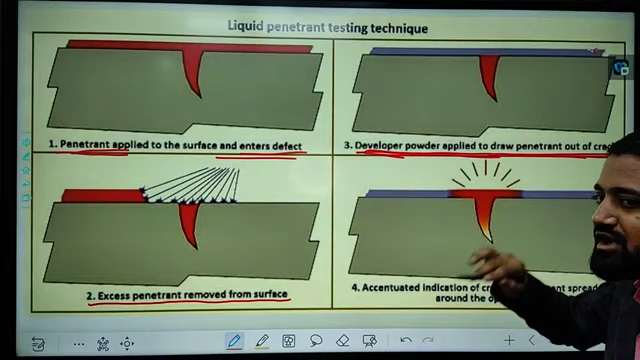 Liquid penetrant testing technique
1. Penetrant applied to the surface and enters defect
3. Developer powder applied to draw penetrant out of
2. Excess penetrant removed from surface
4. Accentuated indication of
around the